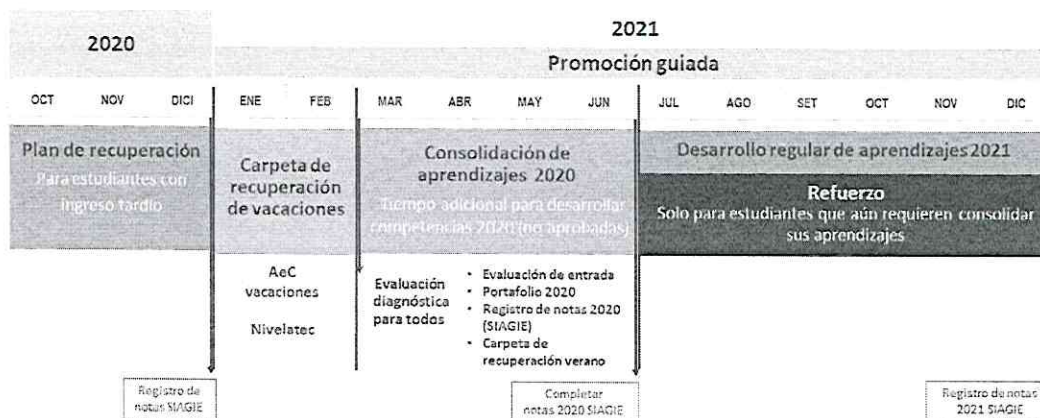 2020
2021
Promoción guiada
OCT NOV DICI ENE FEB MAR ABR MAY JUN JUL AGO SET OCT NOV DIC
Plan de recuperación
Para estudiantes con
ingreso tardío
Carpeta de
recuperación
de vacaciones
Consolidación de
aprendizajes 2020
Tiempo adicional para desarrollar
competencias 2020 (no aprobadas)
Desarrollo regular de aprendizajes 2021
Refuerzo
Solo para estudiantes que aún requieren consolidar
sus aprendizajes
AeC
vacaciones
Nivelatec
Evaluación
diagnóstica
para todos
• Evaluación de entrada
• Portafolio 2020
• Registro de notas 2020
(SIAGIE)
• Carpeta de
recuperación verano
Registro de
notas SIAGIE
Completar
notas 2020 SIAGIE
Registro de notas
2021 SIAGIE